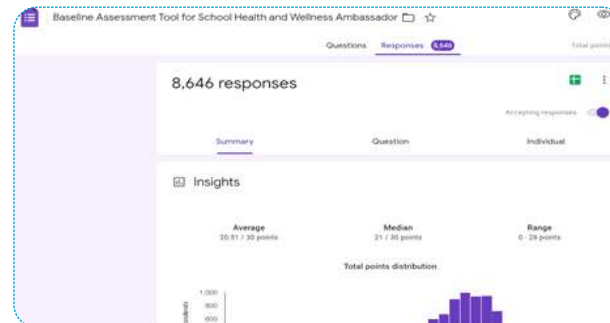 Baseline Assessment Tool for School Health and Wellness Ambassador
Questions Responses 8,646 Total points
8,646 responses
Accepting responses
Summary Question Individual
Insights
Average Median Range
20.51 / 30 points 21 / 30 points 0 - 28 points
Total points distribution
1,000
800
600